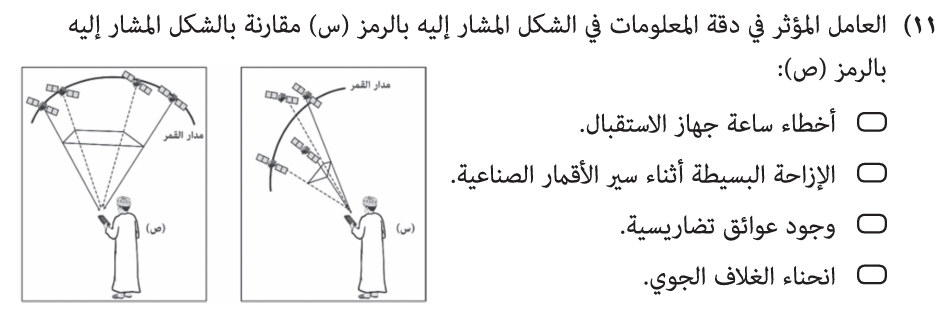 ١١) العامل المؤثر في دقة المعلومات في الشكل المشار إليه بالرمز (س) مقارنة بالشكل المشار إليه
بالرمز (ص):
أخطاء ساعة جهاز الاستقبال.
الإزاحة البسيطة أثناء سير الأقمار الصناعية.
وجود عوائق تضاريسية.
انحناء الغلاف الجوي.
مدار القمر
(س)
مدار القمر
(ص)